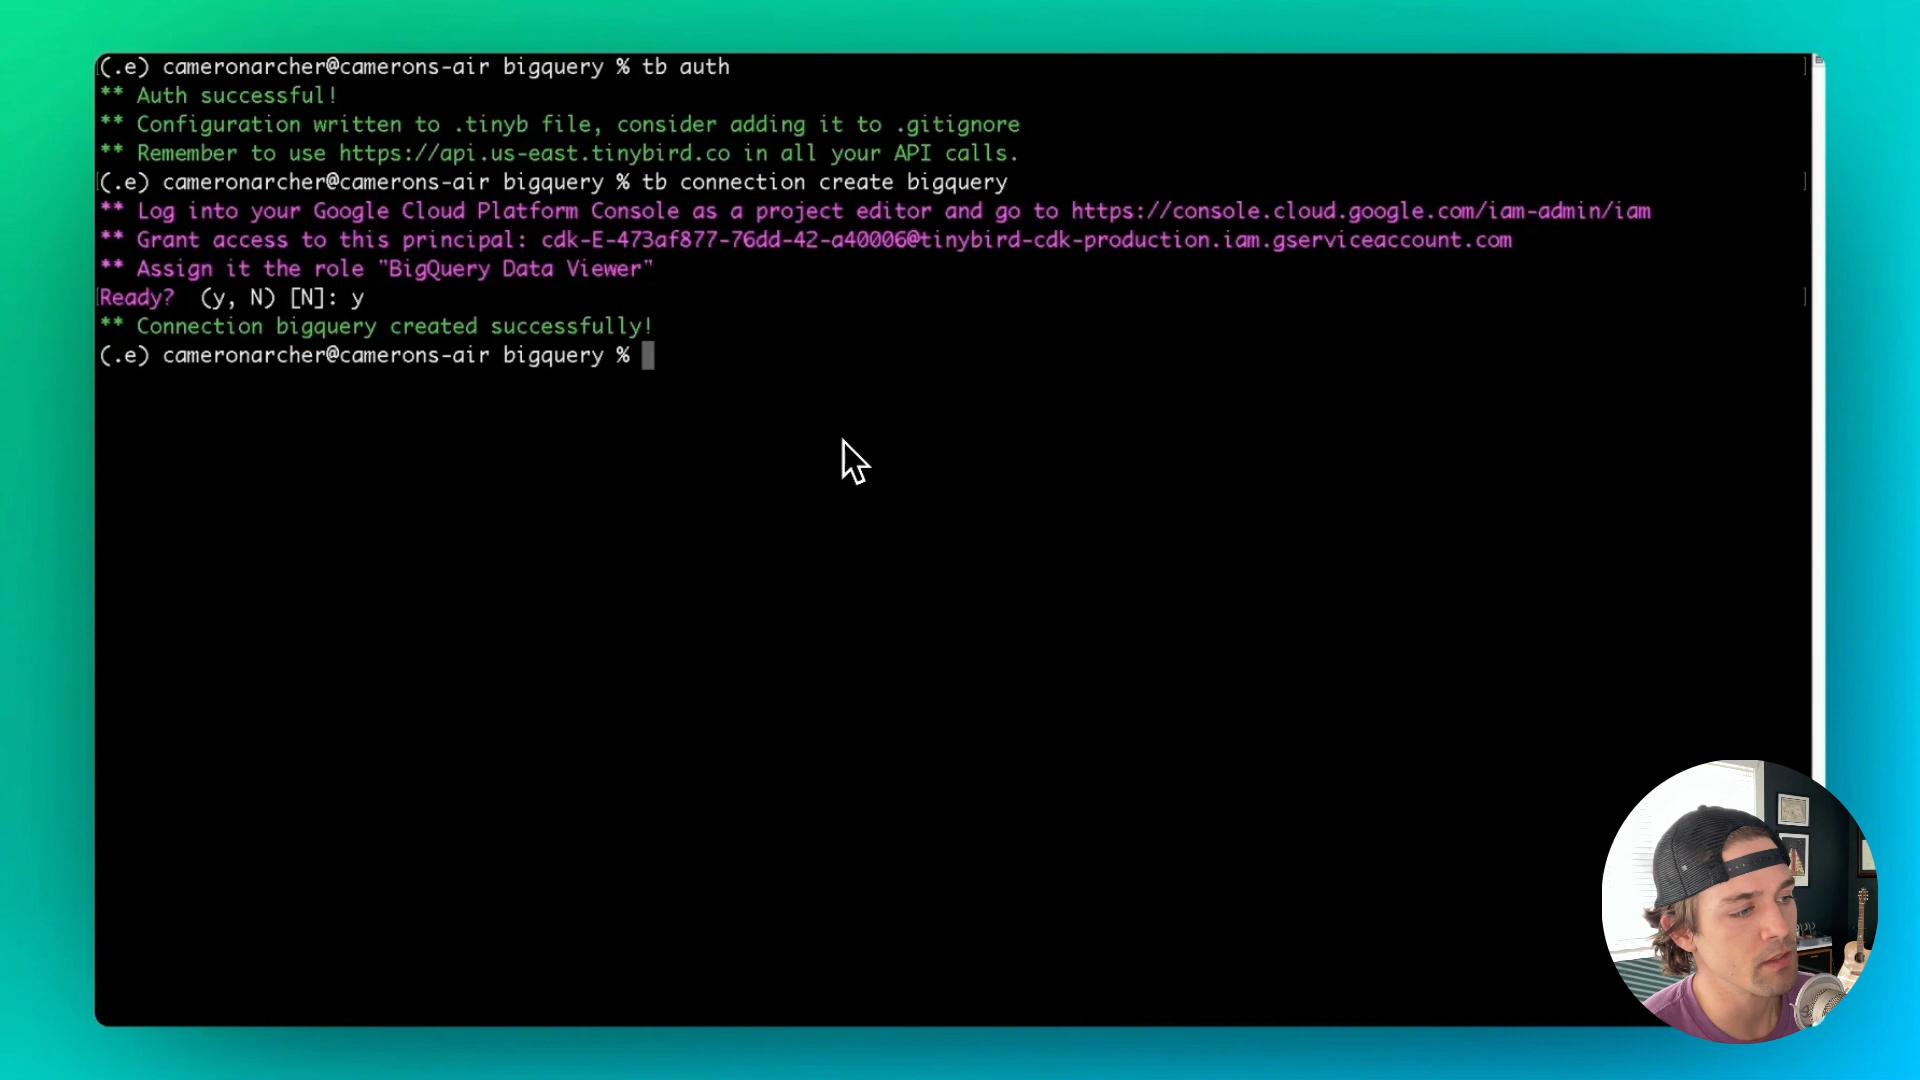 (.e) cameronarcher@camerons-air bigquery % tb auth
** Auth successful!
** Configuration written to .tinyb file, consider adding it to .gitignore
** Remember to use https://api.us-east.tinybird.co in all your API calls.
(.e) cameronarcher@camerons-air bigquery % tb connection create bigquery
** Log into your Google Cloud Platform Console as a project editor and go to https://console.cloud.google.com/iam-admin/iam
** Grant access to this principal: cdk-E-473af877-76dd-42-a40006@tinybird-cdk-production.iam.gserviceaccount.com
** Assign it the role "BigQuery Data Viewer"
Ready?  (y, N) [N]: y
** Connection bigquery created successfully!
(.e) cameronarcher@camerons-air bigquery %